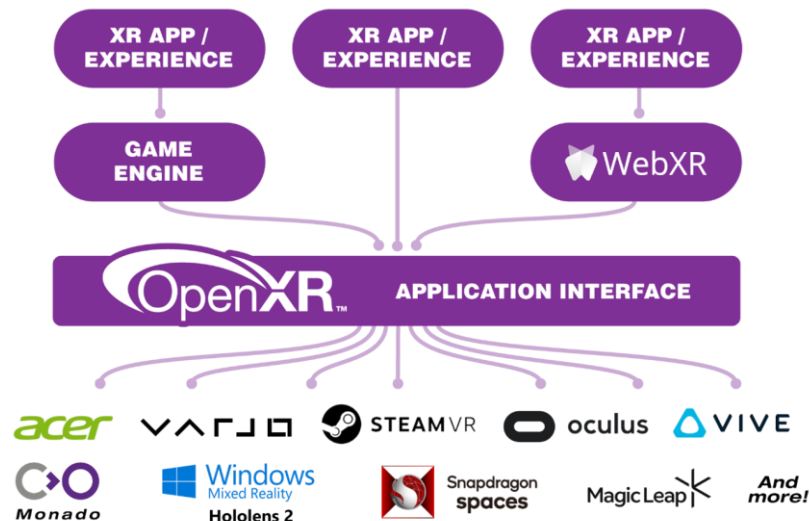 XR APP /
EXPERIENCE
XR APP /
EXPERIENCE
XR APP /
EXPERIENCE
GAME
ENGINE
WebXR
OpenXR™ APPLICATION INTERFACE
acer VARJO STEAMVR oculus VIVE
Monado
Windows
Mixed Reality
Hololens 2
Snapdragon
spaces
Magic Leap
And
more!